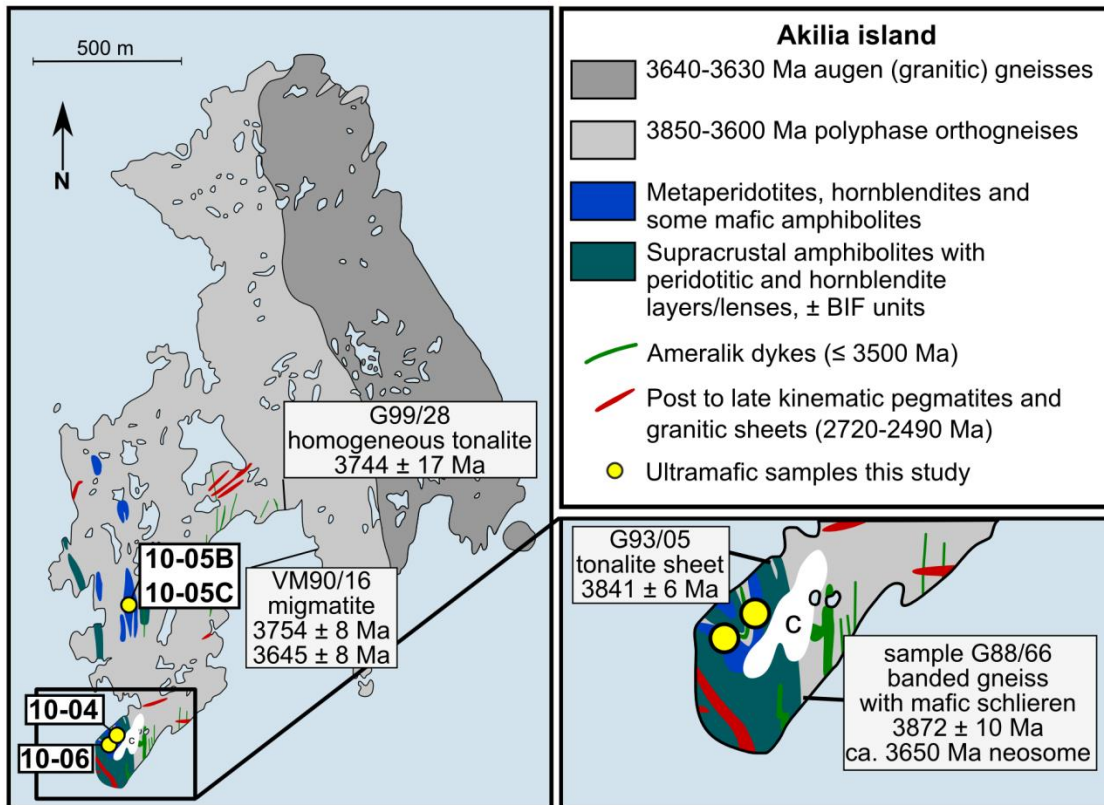 500 m
N
G99/28
homogeneous tonalite
3744 ± 17 Ma
10-05B
10-05C
VM90/16
migmatite
3754 ± 8 Ma
3645 ± 8 Ma
10-04
10-06
c
Akilia island
3640-3630 Ma augen (granitic) gneisses
3850-3600 Ma polyphase orthogneises
Metaperidotites, hornblendites and
some mafic amphibolites
Supracrustal amphibolites with
peridotitic and hornblendite
layers/lenses, ± BIF units
Ameralik dykes (≤ 3500 Ma)
Post to late kinematic pegmatites and
granitic sheets (2720-2490 Ma)
Ultramafic samples this study
G93/05
tonalite sheet
3841 ± 6 Ma
c
sample G88/66
banded gneiss
with mafic schlieren
3872 ± 10 Ma
ca. 3650 Ma neosome